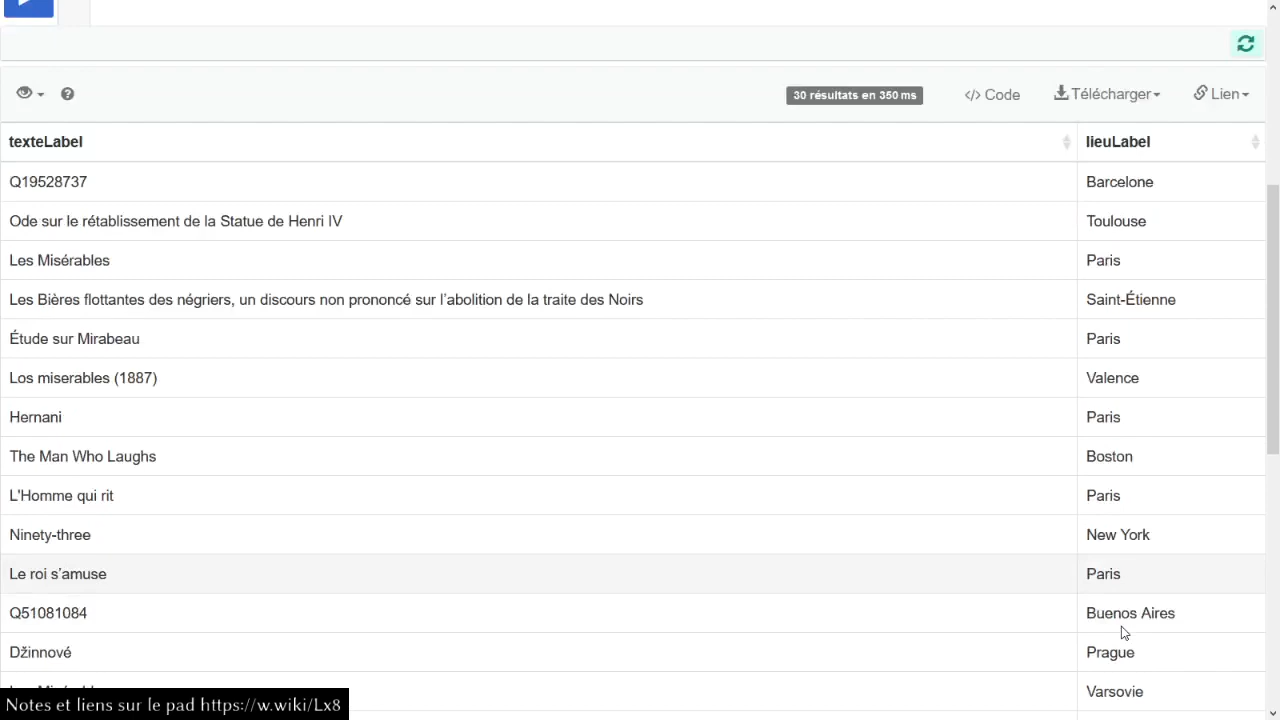 30 résultats en 350 ms
</> Code
Télécharger
Lien
texteLabel lieuLabel
Q19528737 Barcelone
Ode sur le rétablissement de la Statue de Henri IV Toulouse
Les Misérables Paris
Les Bières flottantes des négriers, un discours non prononcé sur l’abolition de la traite des Noirs Saint-Étienne
Étude sur Mirabeau Paris
Los miserables (1887) Valence
Hernani Paris
The Man Who Laughs Boston
L'Homme qui rit Paris
Ninety-three New York
Le roi s’amuse Paris
Q51081084 Buenos Aires
Džinnové Prague
Varsovie
Notes et liens sur le pad https://w.wiki/Lx8